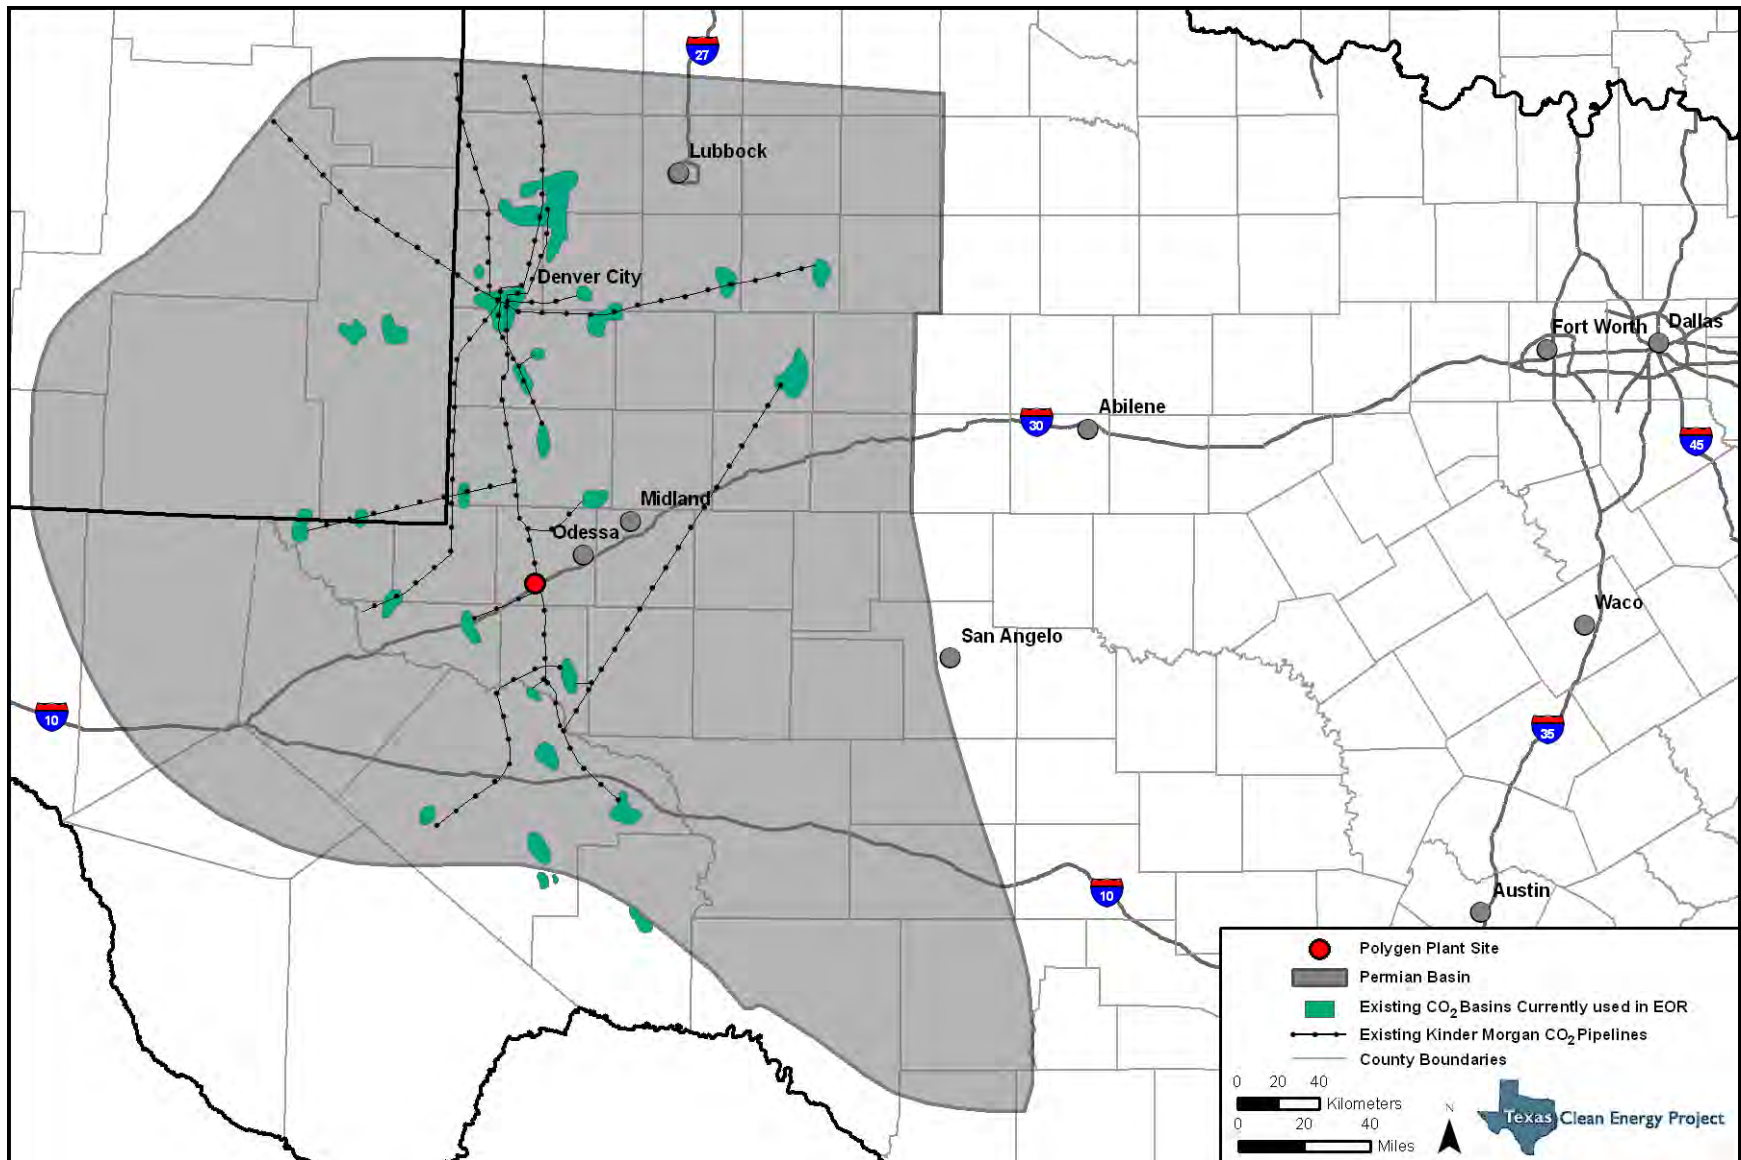 27
Lubbock
Denver City
Fort Worth
Dallas
30
Abilene
45
Midland
Odessa
Waco
San Angelo
10
35
10
Austin
Polygen Plant Site
Permian Basin
Existing CO2 Basins Currently used in EOR
Existing Kinder Morgan CO2 Pipelines
County Boundaries
0 20 40
Kilometers
0 20 40
Miles
N
Texas Clean Energy Project